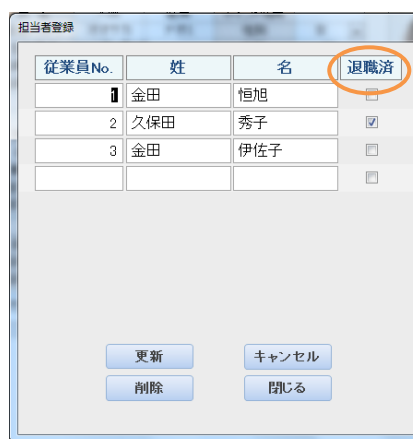 担当者登録
従業員No. 姓 名 退職済
1 金田 恒旭
2 久保田 秀子
3 金田 伊佐子
更新 キャンセル
削除 閉じる